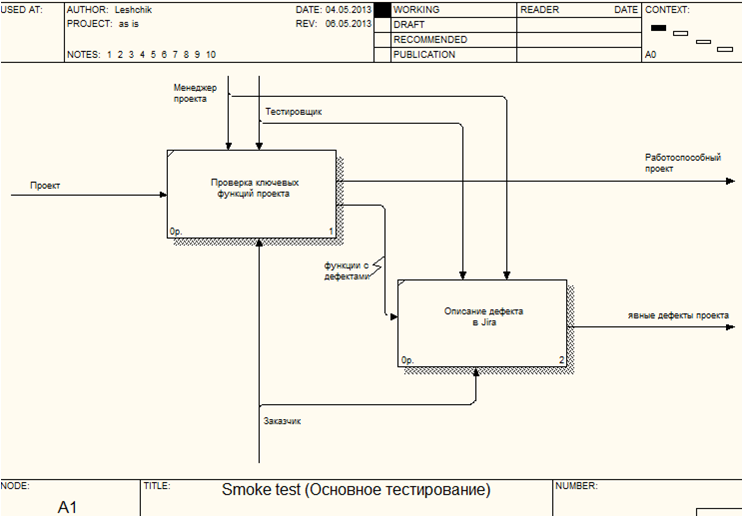 USED AT:
AUTHOR: Leshchik
DATE: 04.05.2013
WORKING
READER
DATE
CONTEXT:
PROJECT: as is
REV: 06.05.2013
DRAFT
RECOMMENDED
NOTES: 1 2 3 4 5 6 7 8 9 10
PUBLICATION
A0
Менеджер
проекта
Тестировщик
Проект
Проверка ключевых
функций проекта
0р.
1
Работоспособный
проект
функции с
дефектами
Описание дефекта
в Jira
0р.
2
явные дефекты проекта
Заказчик
NODE:
A1
TITLE:
Smoke test (Основное тестирование)
NUMBER: